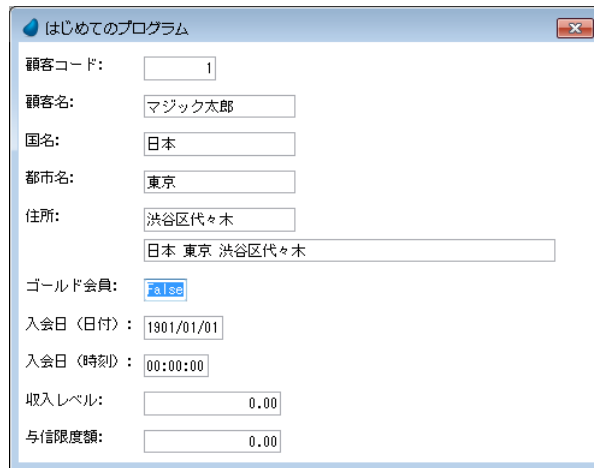 はじめてのプログラム
顧客コード: 1
顧客名: マジック太郎
国名: 日本
都市名: 東京
住所: 渋谷区代々木
日本 東京 渋谷区代々木
ゴールド会員: False
入会日（日付）: 1901/01/01
入会日（時刻）: 00:00:00
収入レベル: 0.00
与信限度額: 0.00